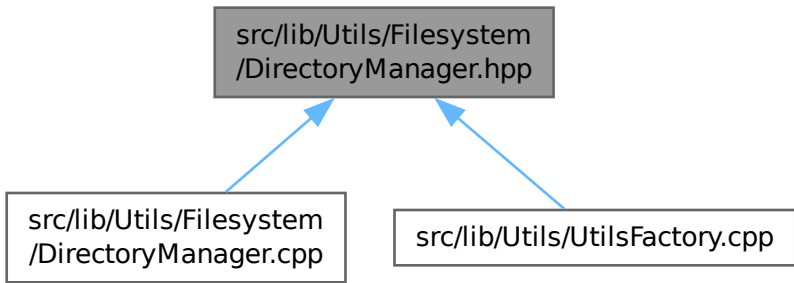 src/lib/Utils/Filesystem
/DirectoryManager.hpp
src/lib/Utils/Filesystem
/DirectoryManager.cpp
src/lib/Utils/UtilsFactory.cpp